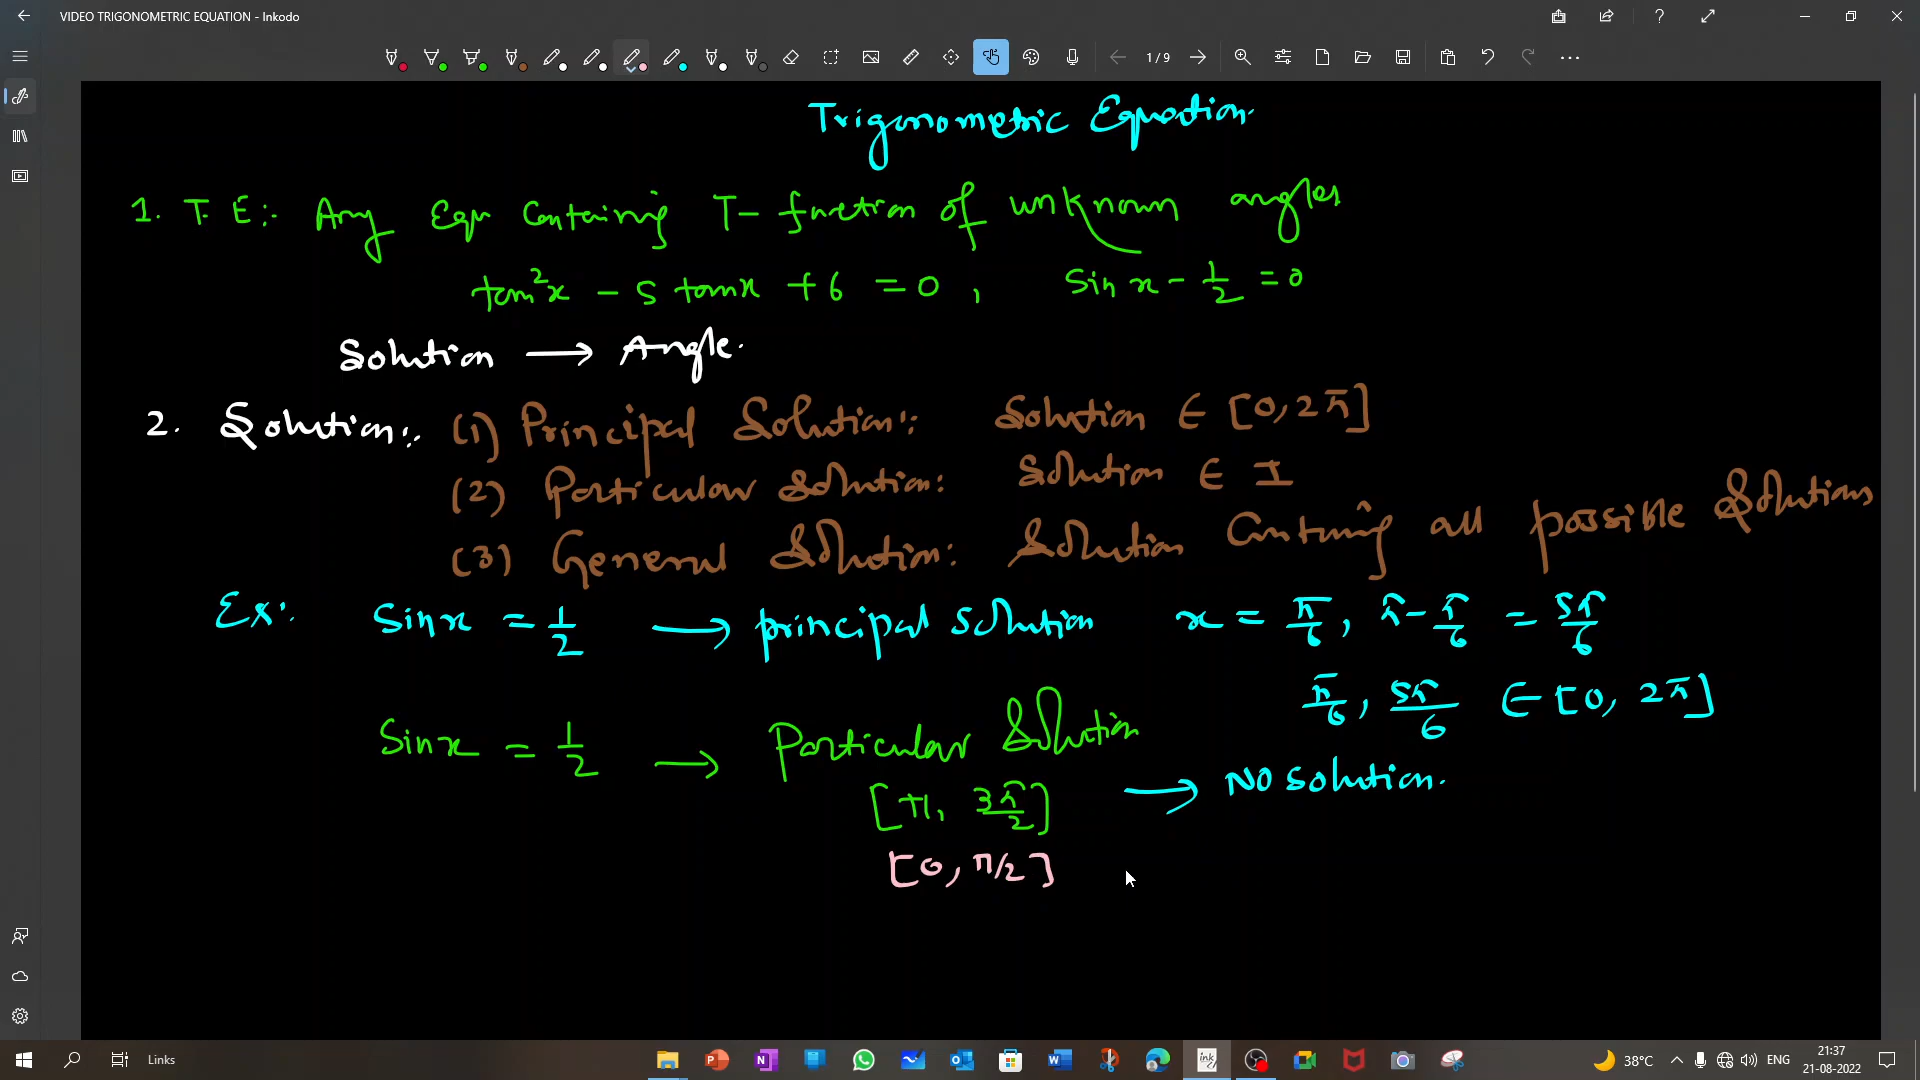 VIDEO TRIGONOMETRIC EQUATION - Inkodo
1 / 9
Trigonometric Equation.
1. T. E:- Any Eqn Containing T- function of unknown angles
tan²x - 5 tanx + 6 = 0 , Sin x - 1/2 = 0
Solution → Angle.
2. Solution:. (1) Principal Solution:. Solution ∈ [0, 2π]
(2) Particular Solution: Solution ∈ I
(3) General Solution: Solution all possible Solutions
Ex: Sinx = 1/2 → principal solution x = π/6, π - π/6 = 5π/6
π/6, 5π/6 ∈ [0, 2π]
Sinx = 1/2 → Particular Solution
[π, 3π/2] → NO solution.
[0, π/2]
Links
38°C
ENG
21:37
21-08-2022